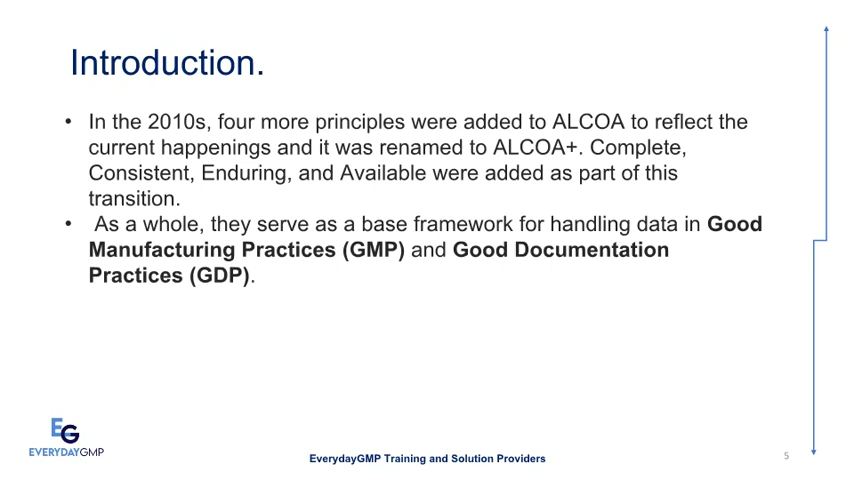 Introduction.
• In the 2010s, four more principles were added to ALCOA to reflect the
current happenings and it was renamed to ALCOA+. Complete,
Consistent, Enduring, and Available were added as part of this
transition.
• As a whole, they serve as a base framework for handling data in Good
Manufacturing Practices (GMP) and Good Documentation
Practices (GDP).
EG
EVERYDAYGMP
EverydayGMP Training and Solution Providers
5